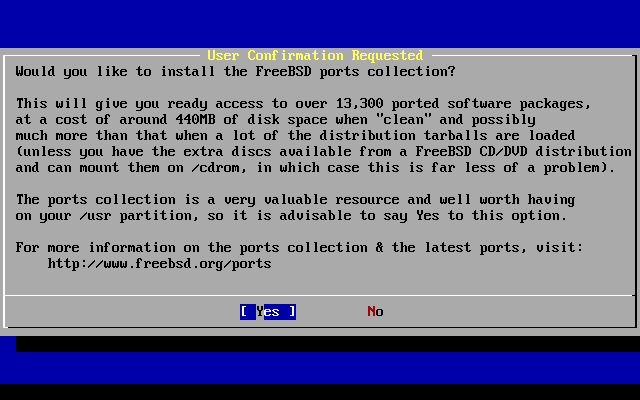 User Confirmation Requested
Would you like to install the FreeBSD ports collection?
This will give you ready access to over 13,300 ported software packages,
at a cost of around 440MB of disk space when "clean" and possibly
much more than that when a lot of the distribution tarballs are loaded
(unless you have the extra discs available from a FreeBSD CD/DVD distribution
and can mount them on /cdrom, in which case this is far less of a problem).
The ports collection is a very valuable resource and well worth having
on your /usr partition, so it is advisable to say Yes to this option.
For more information on the ports collection & the latest ports, visit:
http://www.freebsd.org/ports
[ Yes ] No